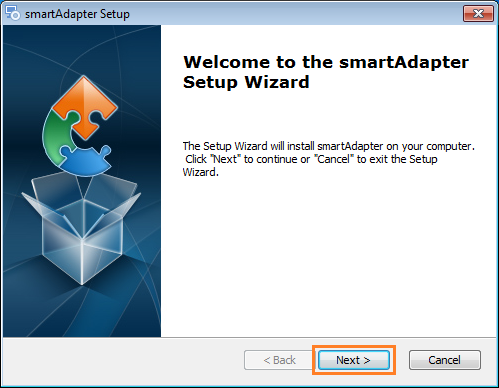 smartAdapter Setup
Welcome to the smartAdapter
Setup Wizard
The Setup Wizard will install smartAdapter on your computer.
Click "Next" to continue or "Cancel" to exit the Setup
Wizard.
< Back
Next >
Cancel